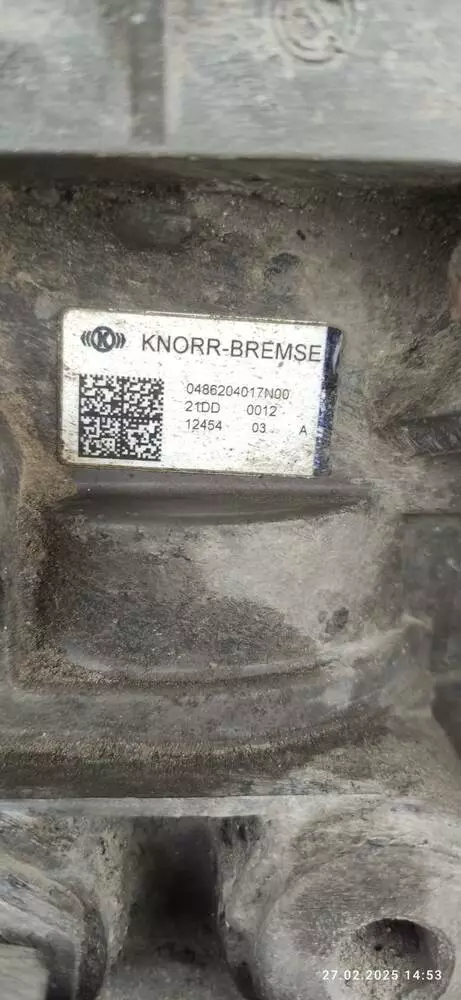 K KNORR-BREMSE
0486204017N00
21DD 0012
12454 03 A
27.02.2025 14:53